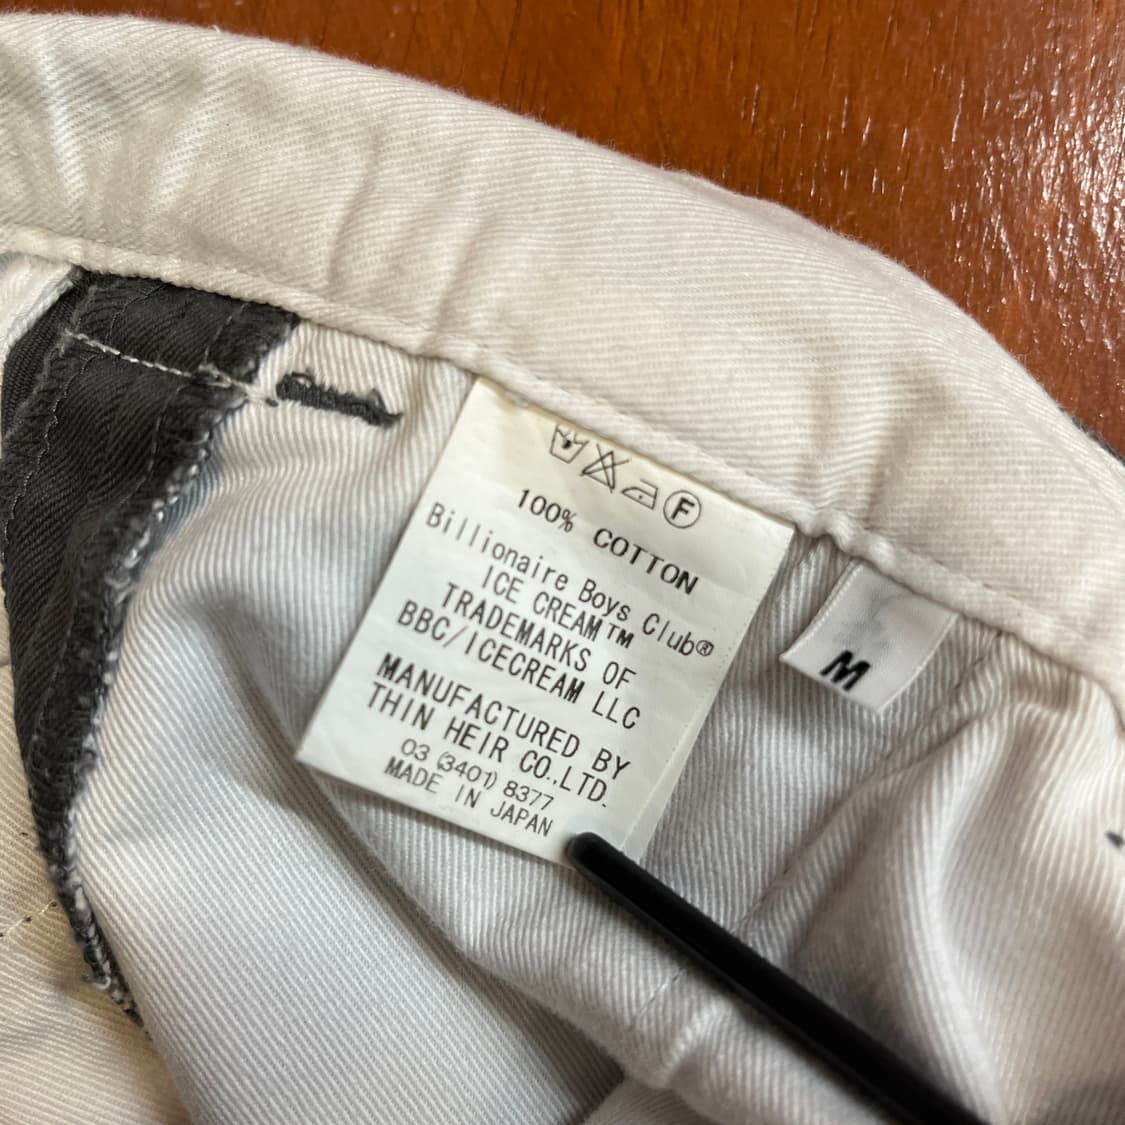 F
100% COTTON
Billionaire Boys Club®
ICE CREAM™
TRADEMARKS OF
BBC/ICECREAM LLC
MANUFACTURED BY
THIN HEIR CO.,LTD.
03 (3401) 8377
MADE IN JAPAN
M